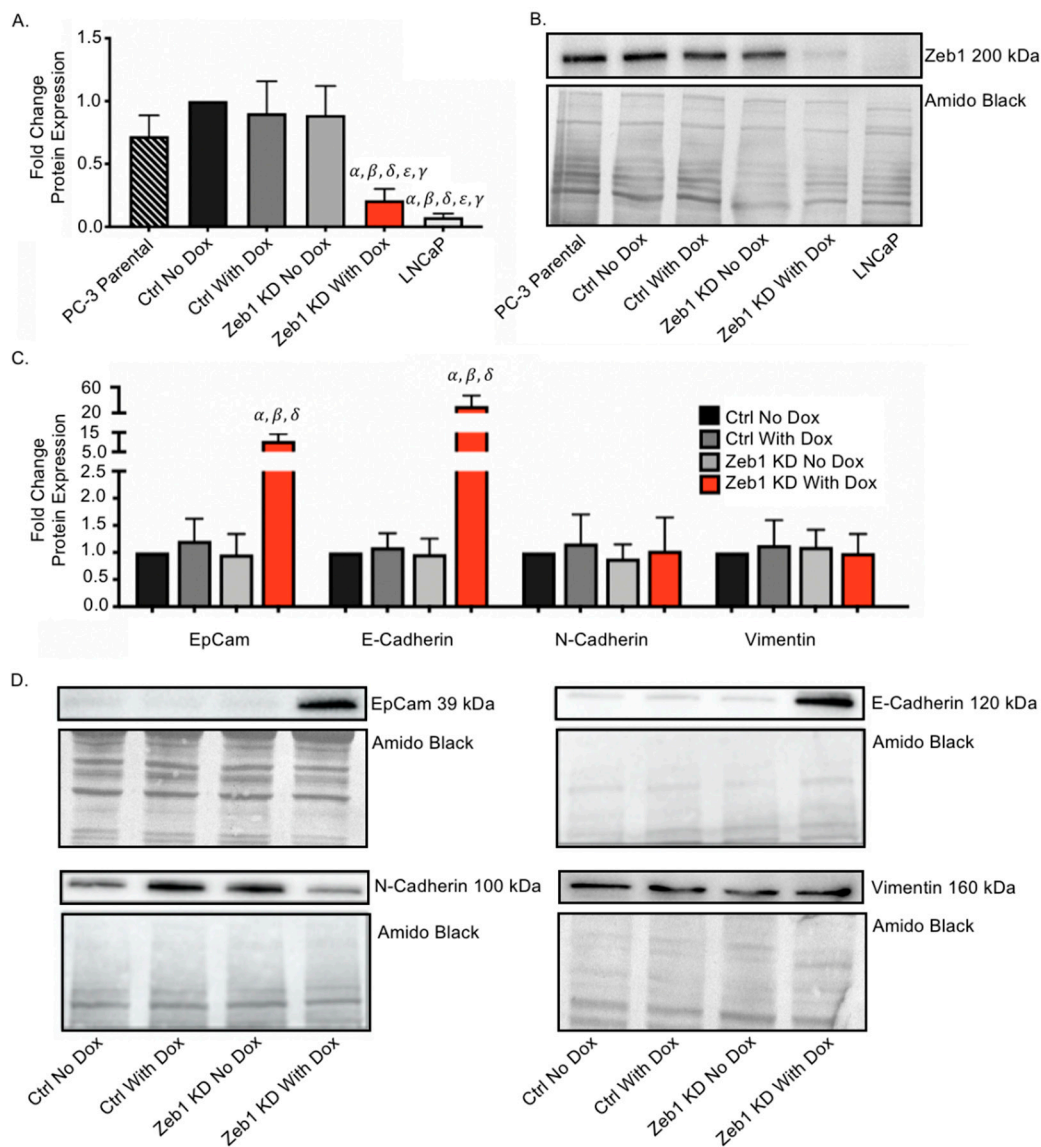 A.
Fold Change
Protein Expression
1.5
1.0
0.5
0.0
α, β, δ, ε, γ
α, β, δ, ε, γ
PC-3 Parental
Ctrl No Dox
Ctrl With Dox
Zeb1 KD No Dox
Zeb1 KD With Dox
LNCaP
B.
Zeb1 200 kDa
Amido Black
PC-3 Parental
Ctrl No Dox
Ctrl With Dox
Zeb1 KD No Dox
Zeb1 KD With Dox
LNCaP
C.
Fold Change
Protein Expression
60
20
15
5.0
2.5
2.0
1.5
1.0
0.5
0.0
α, β, δ
α, β, δ
Ctrl No Dox
Ctrl With Dox
Zeb1 KD No Dox
Zeb1 KD With Dox
EpCam
E-Cadherin
N-Cadherin
Vimentin
D.
EpCam 39 kDa
Amido Black
E-Cadherin 120 kDa
Amido Black
N-Cadherin 100 kDa
Amido Black
Vimentin 160 kDa
Amido Black
Ctrl No Dox
Ctrl With Dox
Zeb1 KD No Dox
Zeb1 KD With Dox
Ctrl No Dox
Ctrl With Dox
Zeb1 KD No Dox
Zeb1 KD With Dox